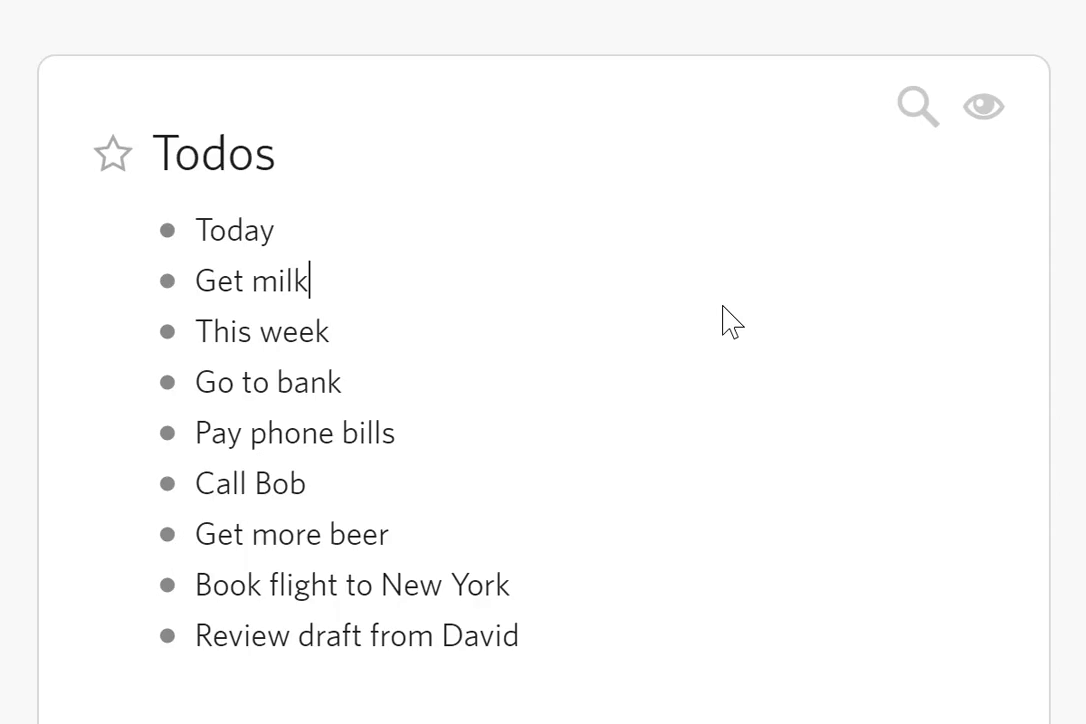 Todos
Today
Get milk
This week
Go to bank
Pay phone bills
Call Bob
Get more beer
Book flight to New York
Review draft from David